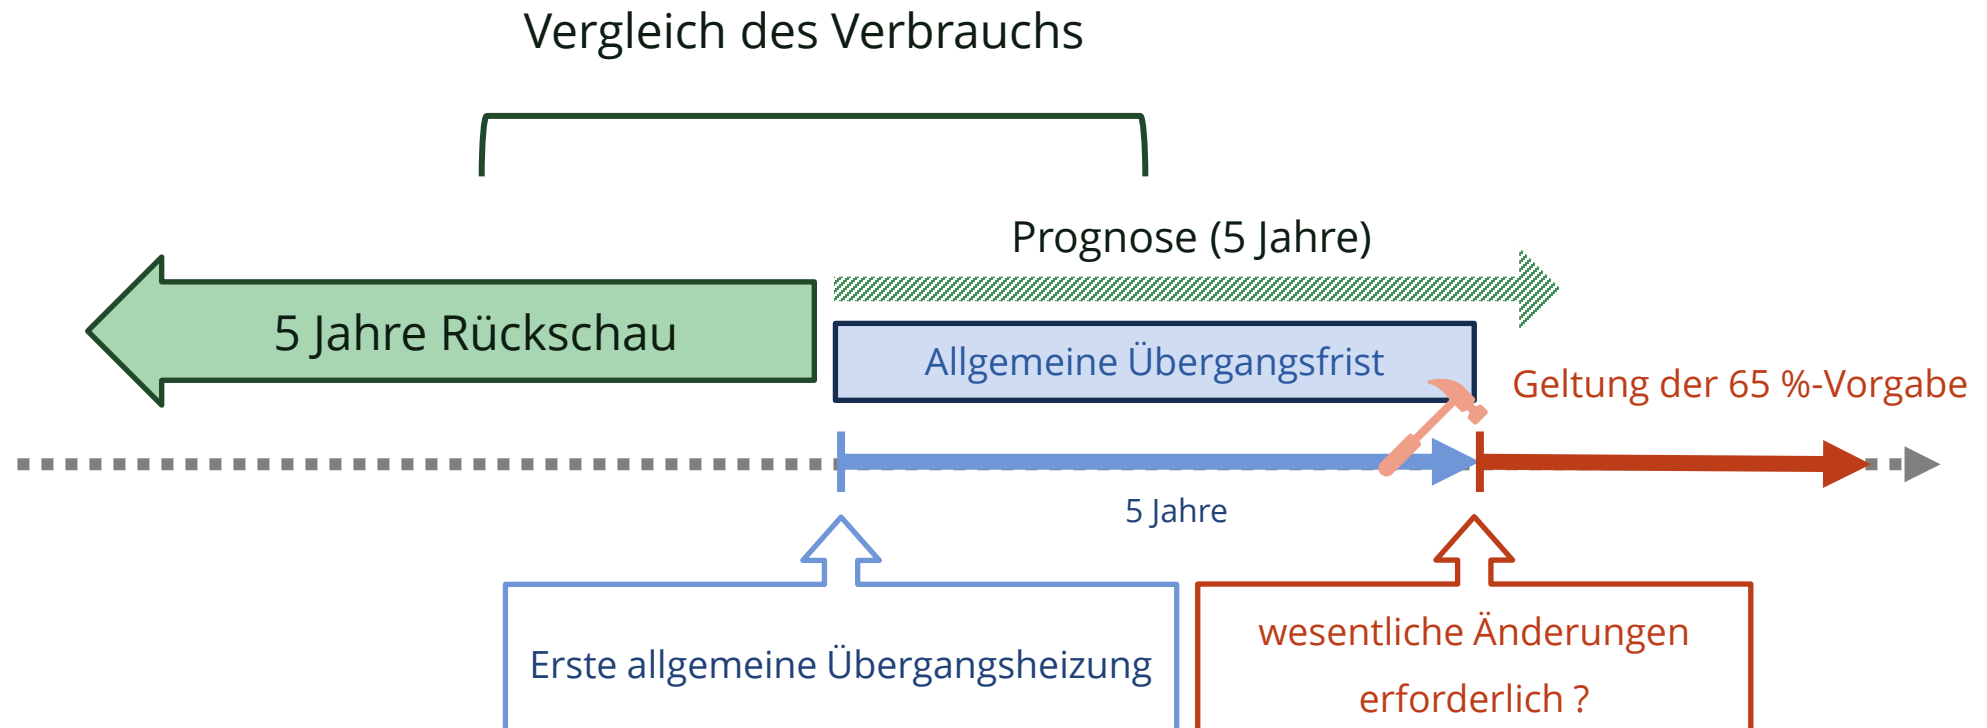 Vergleich des Verbrauchs
Prognose (5 Jahre)
5 Jahre Rückschau
Allgemeine Übergangsfrist
Geltung der 65 %-Vorgabe
5 Jahre
Erste allgemeine Übergangsheizung
wesentliche Änderungen
erforderlich ?